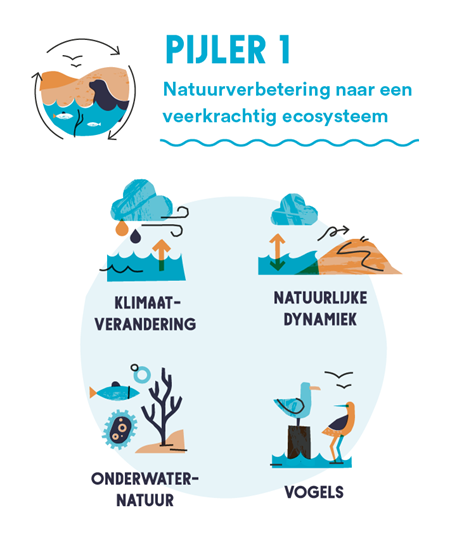 PIJLER 1
Natuurverbetering naar een
veerkrachtig ecosysteem
KLIMAAT-
VERANDERING
NATUURLIJKE
DYNAMIEK
ONDERWATER-
NATUUR
VOGELS